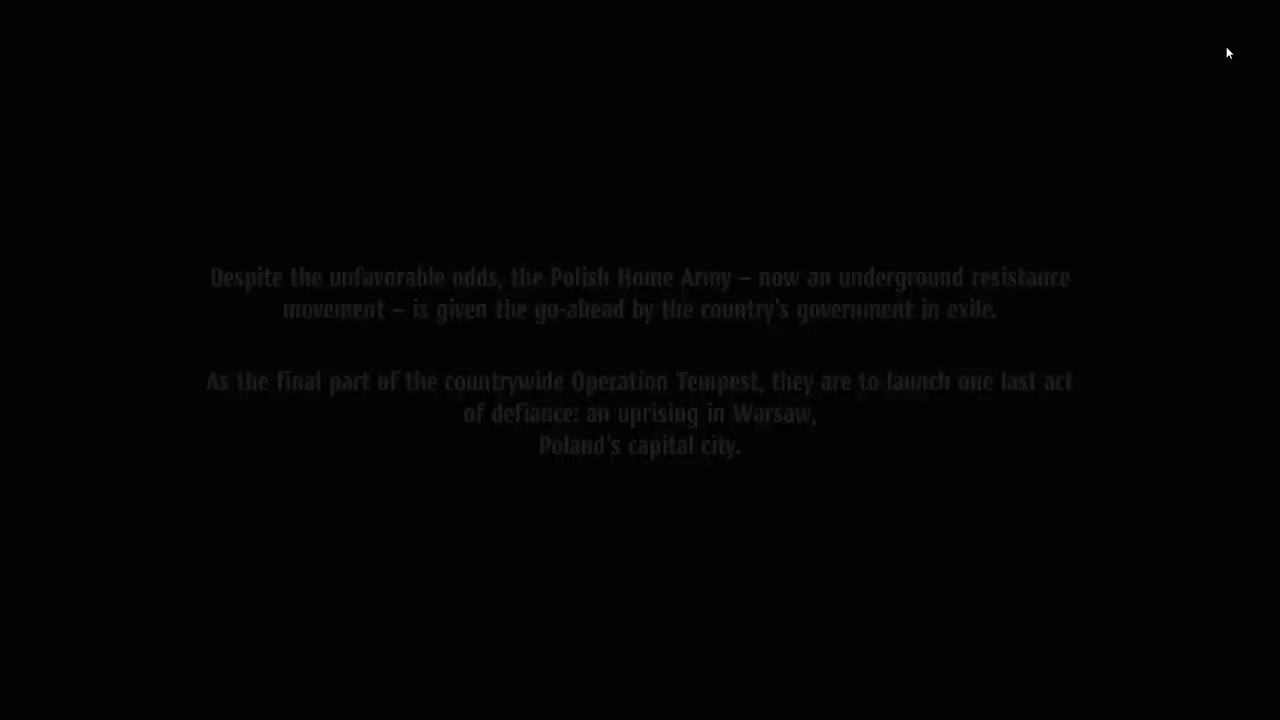 Despite the unfavorable odds, the Polish Home Army – now an underground resistance
movement – is given the go-ahead by the country's government in exile.
As the final part of the countrywide Operation Tempest, they are to launch one last act
of defiance: an uprising in Warsaw,
Poland's capital city.